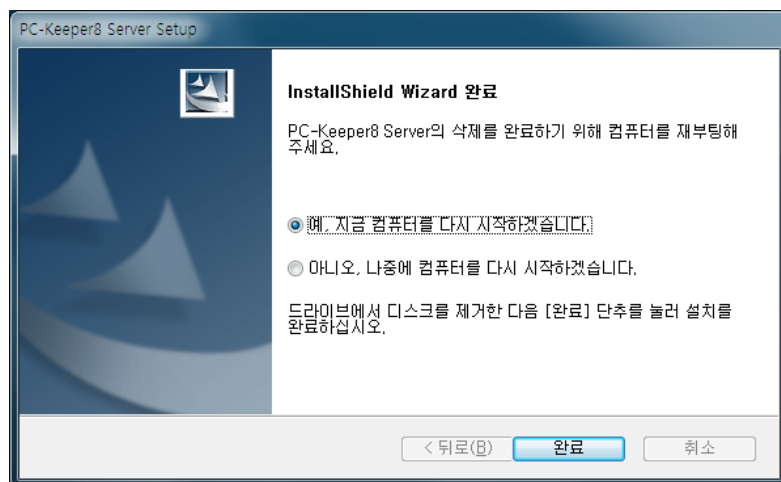 PC-Keeper8 Server Setup
InstallShield Wizard 완료
PC-Keeper8 Server의 삭제를 완료하기 위해 컴퓨터를 재부팅해
주세요.
예, 지금 컴퓨터를 다시 시작하겠습니다.
아니오, 나중에 컴퓨터를 다시 시작하겠습니다.
드라이브에서 디스크를 제거한 다음 [완료] 단추를 눌러 설치를
완료하십시오.
< 뒤로(B) 완료 취소